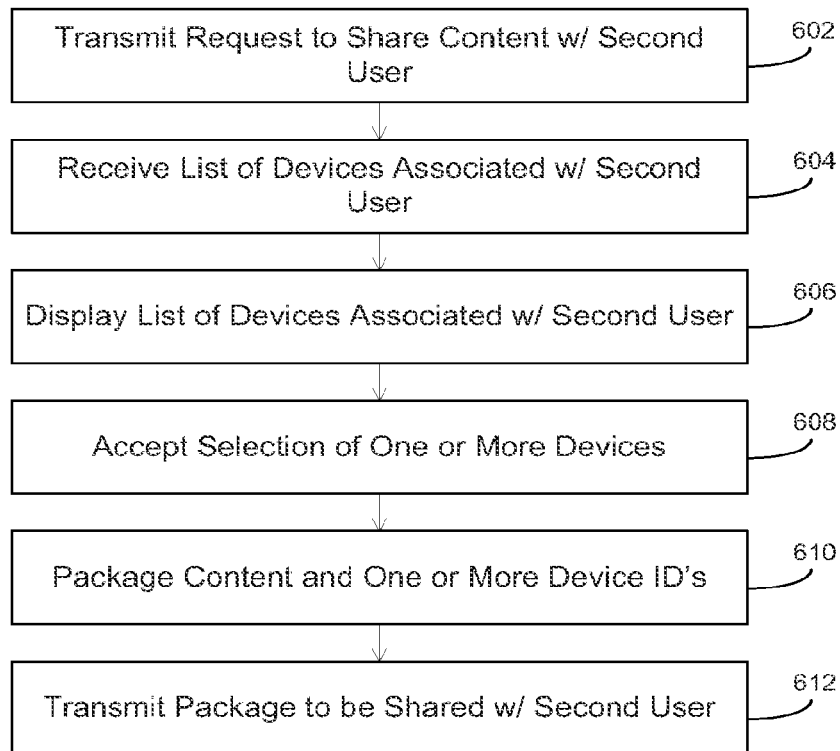 Transmit Request to Share Content w/ Second
User
602
Receive List of Devices Associated w/ Second
User
604
Display List of Devices Associated w/ Second User
606
Accept Selection of One or More Devices
608
Package Content and One or More Device ID's
610
Transmit Package to be Shared w/ Second User
612